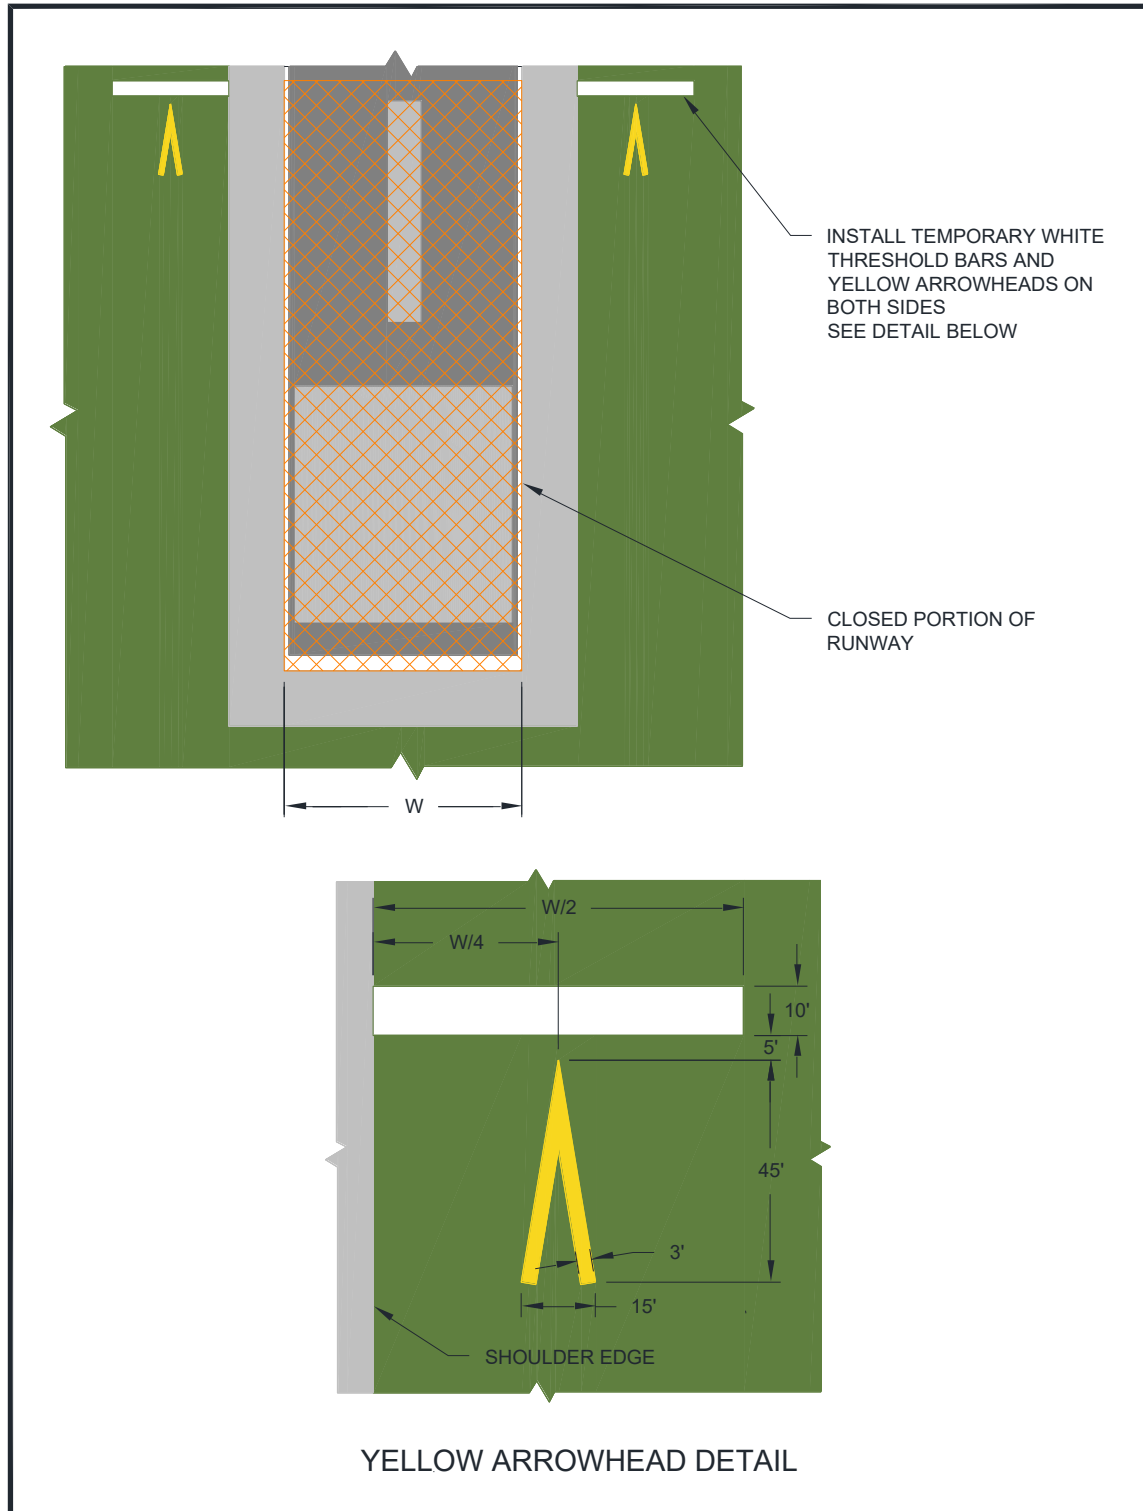 INSTALL TEMPORARY WHITE
THRESHOLD BARS AND
YELLOW ARROWHEADS ON
BOTH SIDES
SEE DETAIL BELOW
CLOSED PORTION OF
RUNWAY
W
W/2
W/4
10'
5'
45'
3'
15'
SHOULDER EDGE
YELLOW ARROWHEAD DETAIL